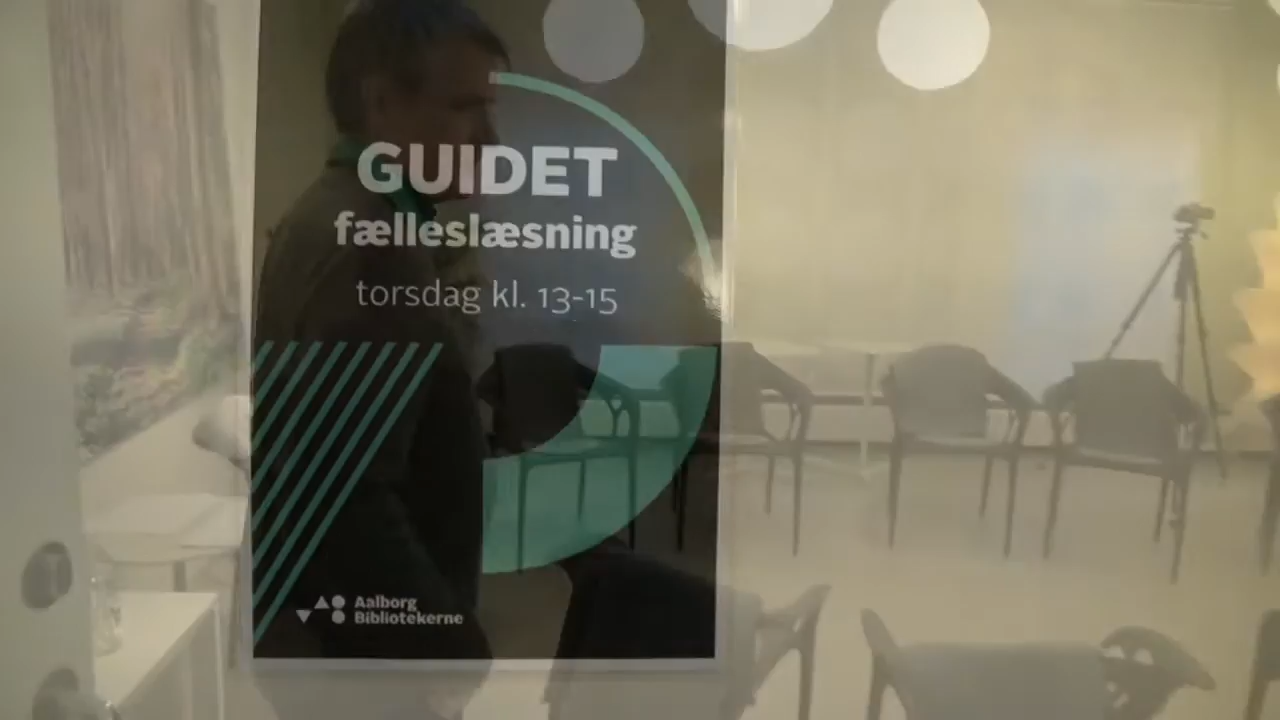 GUIDET
fælleslæsning
torsdag kl. 13-15
Aalborg
Bibliotekerne